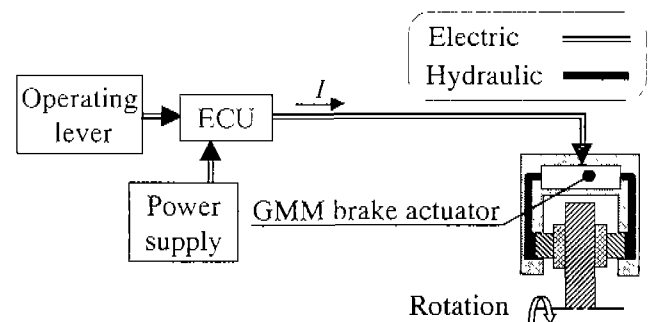 Electric
Hydraulic
Operating
lever
ECU
I
Power
supply
GMM brake actuator
Rotation